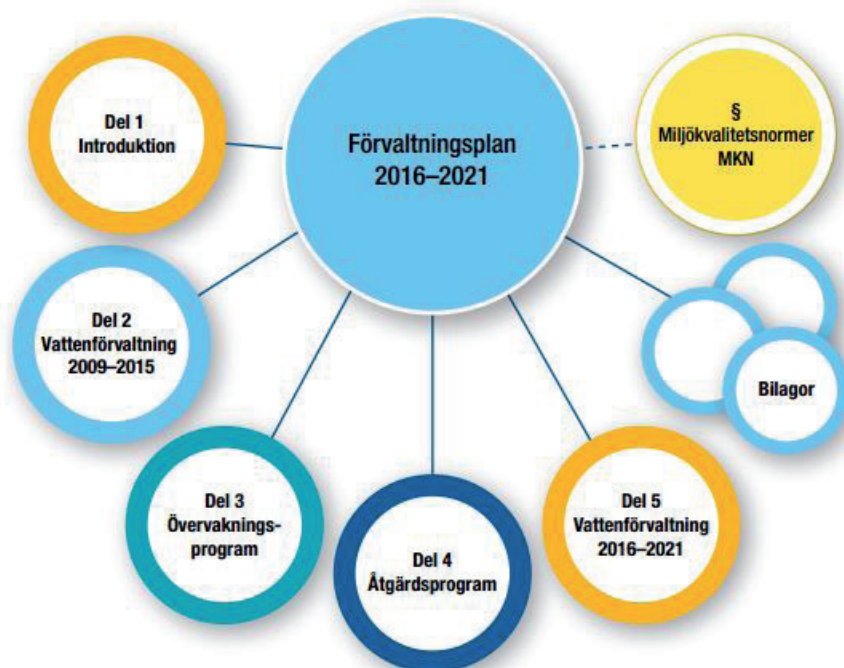 Förvaltningsplan
2016–2021
Del 1
Introduktion
Del 2
Vattenförvaltning
2009–2015
Del 3
Övervaknings-
program
Del 4
Åtgärdsprogram
Del 5
Vattenförvaltning
2016–2021
Bilagor
§
Miljökvalitetsnormer
MKN